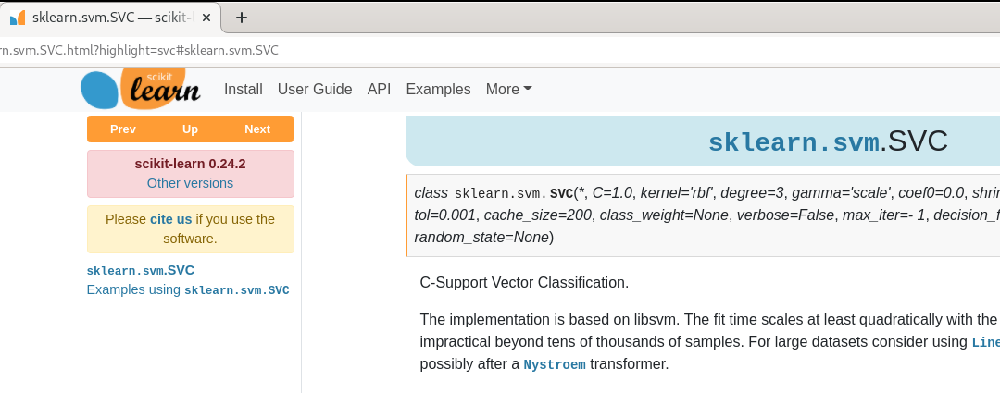 sklearn.svm.SVC — scikit-
rn.svm.SVC.html?highlight=svc#sklearn.svm.SVC
scikit
learn
Install User Guide API Examples More
Prev Up Next
scikit-learn 0.24.2
Other versions
Please cite us if you use the
software.
sklearn.svm.SVC
Examples using sklearn.svm.SVC
sklearn.svm.SVC
class sklearn.svm.SVC(*, C=1.0, kernel='rbf', degree=3, gamma='scale', coef0=0.0, shri
tol=0.001, cache_size=200, class_weight=None, verbose=False, max_iter=- 1, decision_f
random_state=None)
C-Support Vector Classification.
The implementation is based on libsvm. The fit time scales at least quadratically with the
impractical beyond tens of thousands of samples. For large datasets consider using Line
possibly after a Nystroem transformer.